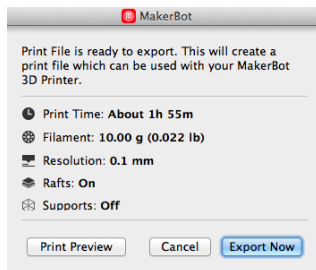 MakerBot
Print File is ready to export. This will create a
print file which can be used with your MakerBot
3D Printer.
Print Time: About 1h 55m
Filament: 10.00 g (0.022 lb)
Resolution: 0.1 mm
Rafts: On
Supports: Off
Print Preview Cancel Export Now